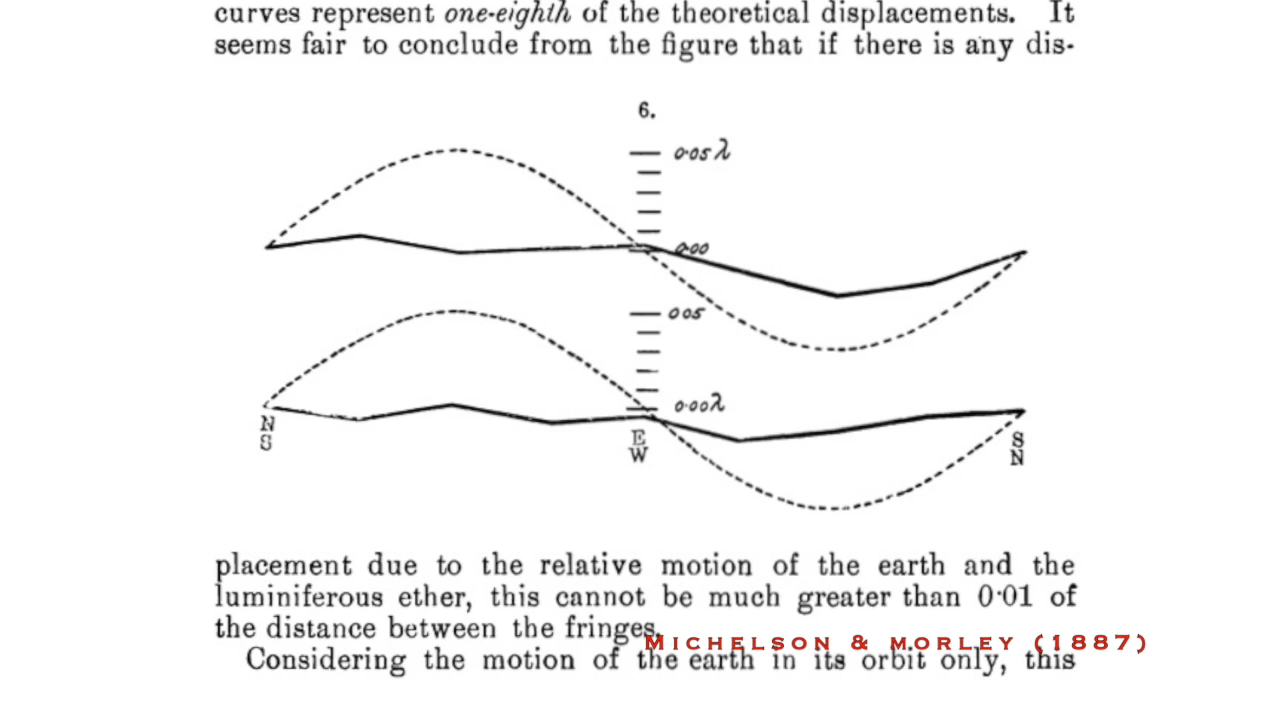 curves represent one-eighth of the theoretical displacements. It
seems fair to conclude from the figure that if there is any dis-
6.
0·05 λ
0·00
0 05
0·00 λ
N
S
E
W
S
N
placement due to the relative motion of the earth and the
luminiferous ether, this cannot be much greater than 0·01 of
the distance between the fringes.
MICHELSON & MORLEY (1887)
Considering the motion of the earth in its orbit only, this